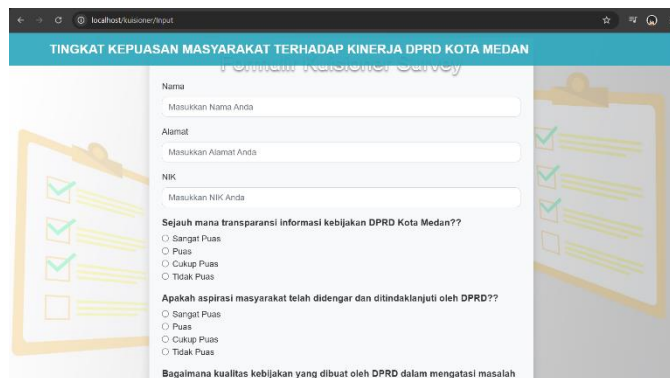 localhost/kuisioner/input
TINGKAT KEPUASAN MASYARAKAT TERHADAP KINERJA DPRD KOTA MEDAN
Formulir Kuisioner Survey
Nama
Masukkan Nama Anda
Alamat
Masukkan Alamat Anda
NIK
Masukkan NIK Anda
Sejauh mana transparansi informasi kebijakan DPRD Kota Medan??
Sangat Puas
Puas
Cukup Puas
Tidak Puas
Apakah aspirasi masyarakat telah didengar dan ditindaklanjuti oleh DPRD??
Sangat Puas
Puas
Cukup Puas
Tidak Puas
Bagaimana kualitas kebijakan yang dibuat oleh DPRD dalam mengatasi masalah